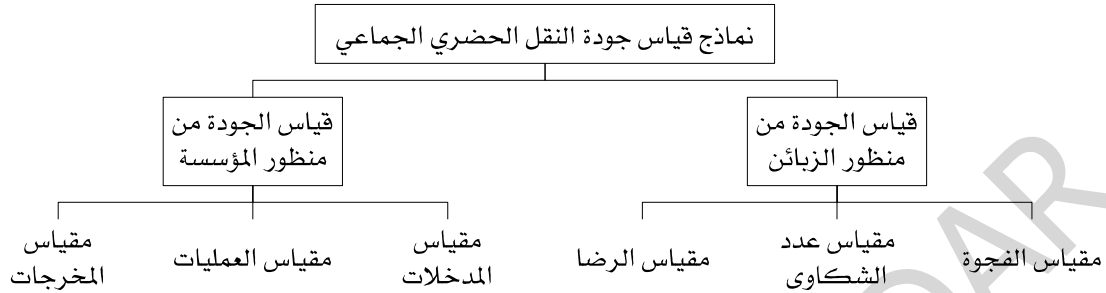 نماذج قياس جودة النقل الحضري الجماعي
قياس الجودة من
منظور الزبائن
قياس الجودة من
منظور المؤسسة
مقياس الفجوة
مقياس عدد
الشكاوى
مقياس الرضا
مقياس
المدخلات
مقياس العمليات
مقياس
المخرجات
DAR